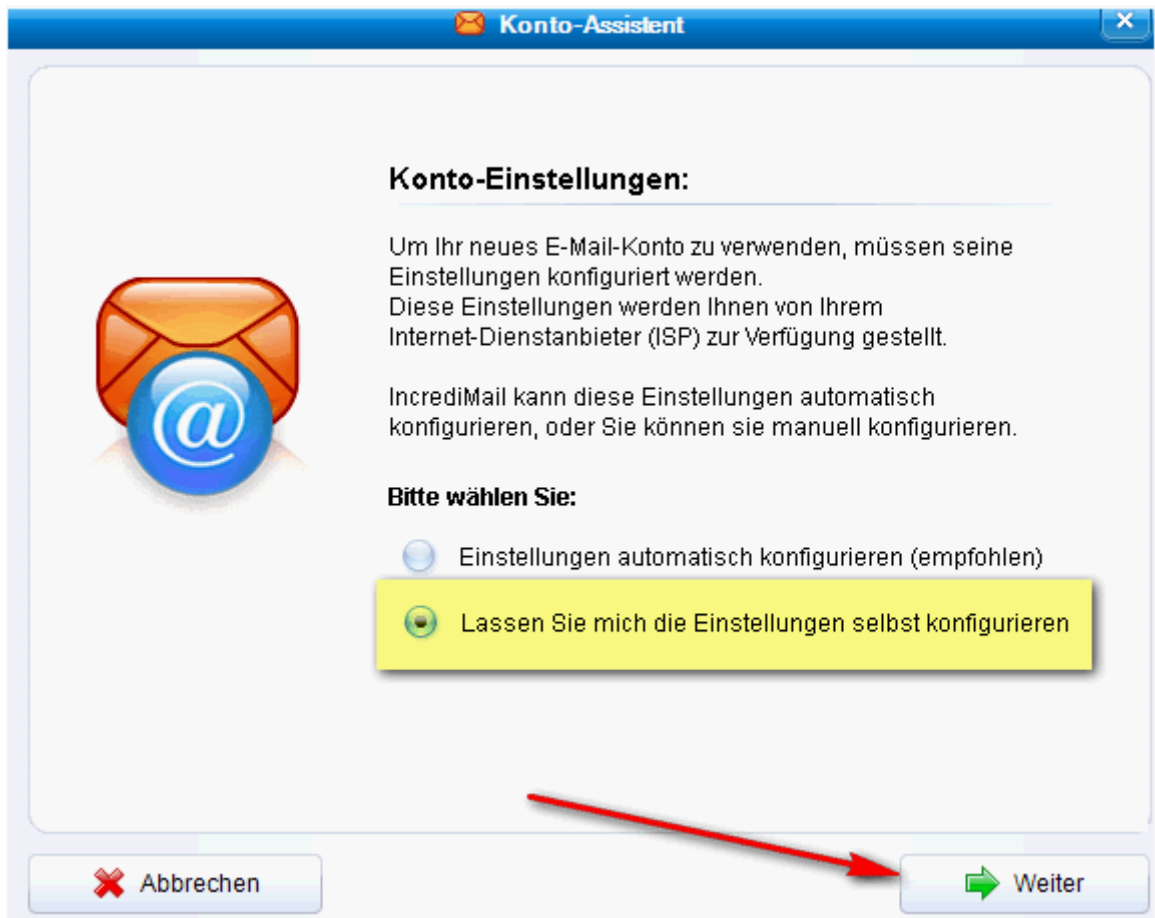 Konto-Assistent
Konto-Einstellungen:
Um Ihr neues E-Mail-Konto zu verwenden, müssen seine
Einstellungen konfiguriert werden.
Diese Einstellungen werden Ihnen von Ihrem
Internet-Dienstanbieter (ISP) zur Verfügung gestellt.
IncrediMail kann diese Einstellungen automatisch
konfigurieren, oder Sie können sie manuell konfigurieren.
Bitte wählen Sie:
Einstellungen automatisch konfigurieren (empfohlen)
Lassen Sie mich die Einstellungen selbst konfigurieren
Abbrechen
Weiter